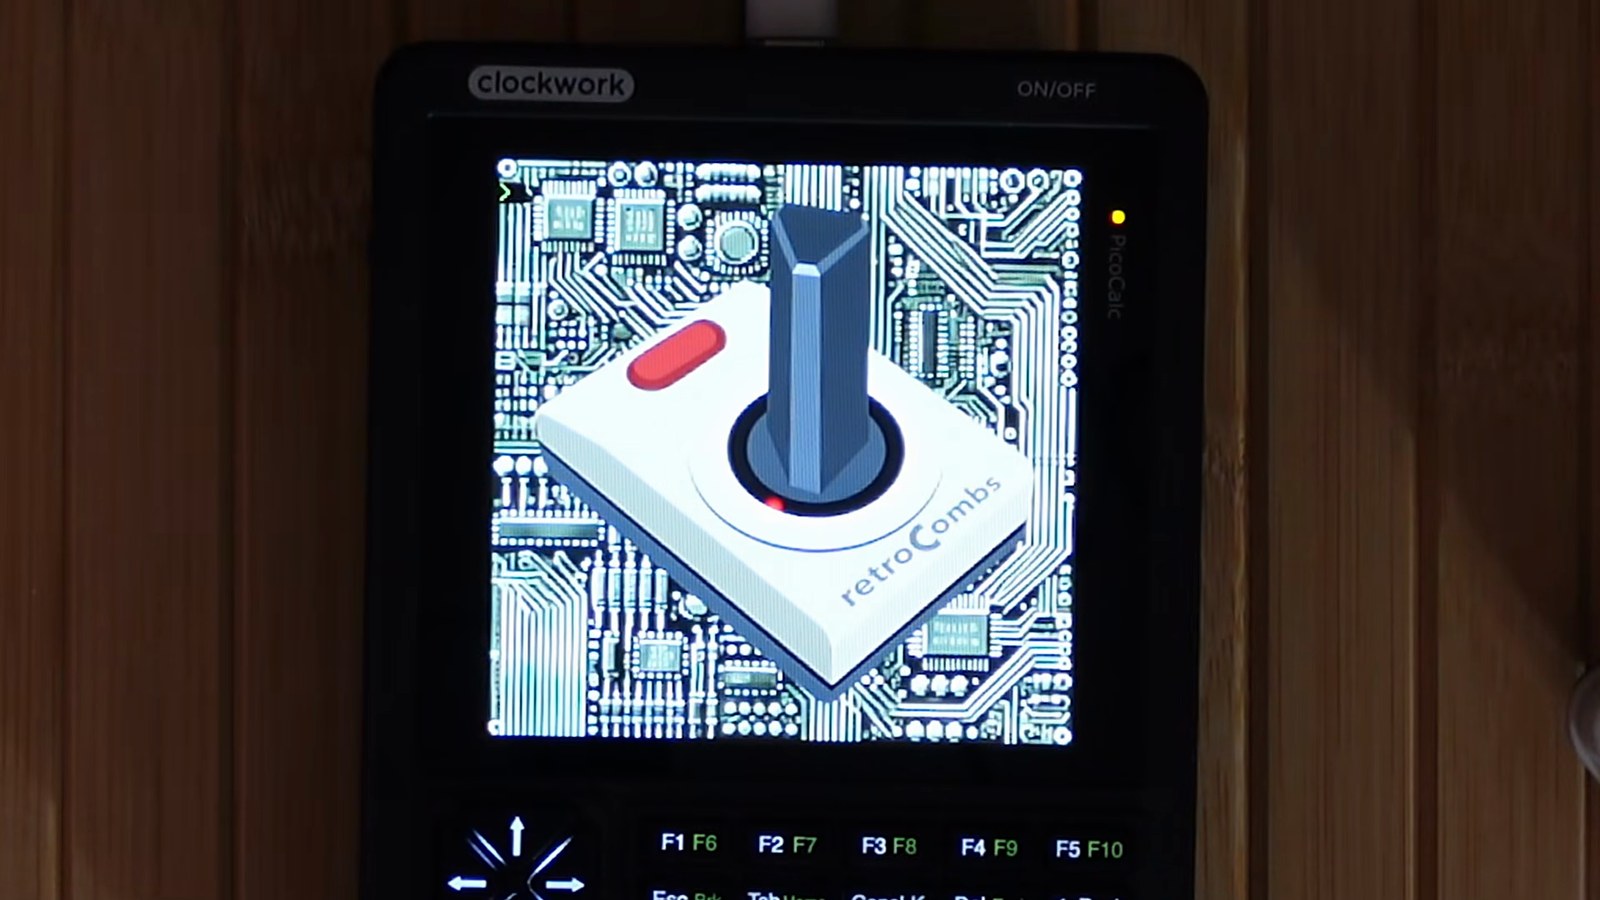 clockwork
ON/OFF
>
PicoCalc
retroCombs
F1 F6 F2 F7 F3 F8 F4 F9 F5 F10